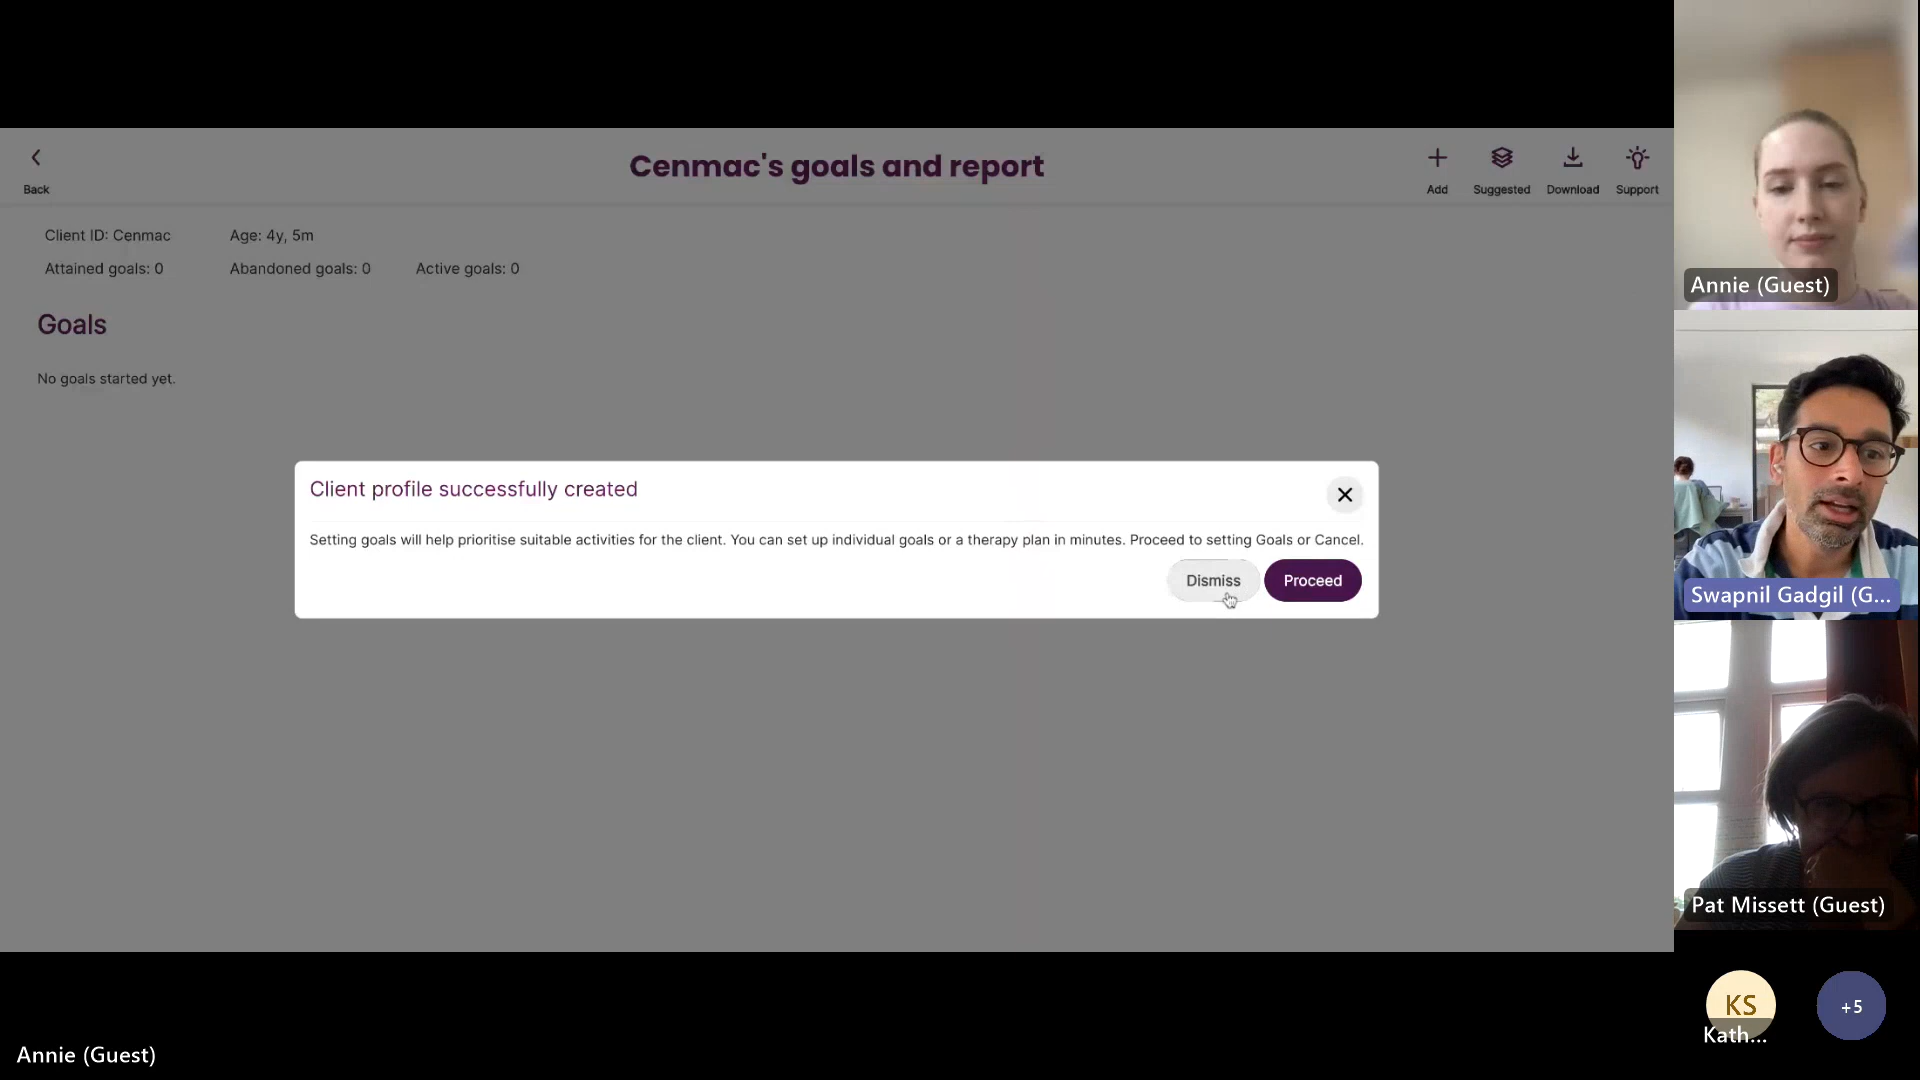 Back
Cenmac's goals and report
Add
Suggested
Download
Support
Client ID: Cenmac
Age: 4y, 5m
Attained goals: 0
Abandoned goals: 0
Active goals: 0
Goals
No goals started yet.
Client profile successfully created
Setting goals will help prioritise suitable activities for the client. You can set up individual goals or a therapy plan in minutes. Proceed to setting Goals or Cancel.
Dismiss
Proceed
Annie (Guest)
Swapnil Gadgil (G...
Pat Missett (Guest)
KS
Kath...
+5
Annie (Guest)